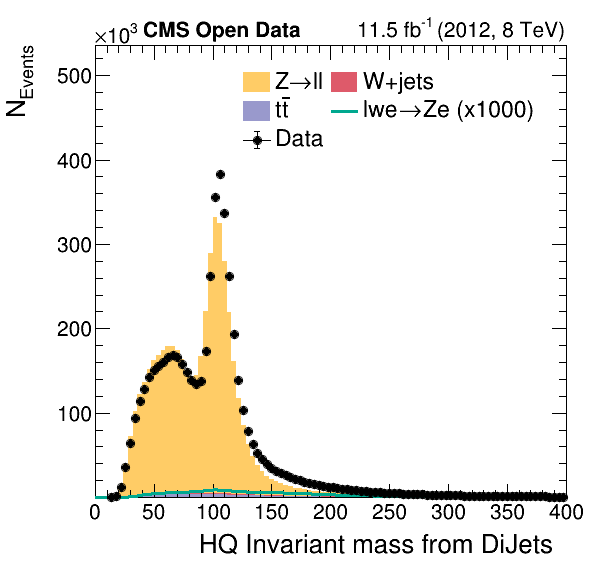 ×10³ CMS Open Data 11.5 fb⁻¹ (2012, 8 TeV)
N_Events
Z→ll W+jets
tt̄ lwe→Ze (x1000)
Data
500
400
300
200
100
0 50 100 150 200 250 300 350 400
HQ Invariant mass from DiJets